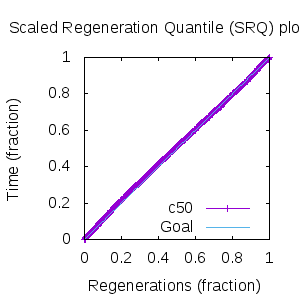 Scaled Regeneration Quantile (SRQ) plo
1
0.8
0.6
0.4
0.2
0
Time (fraction)
c50
Goal
0 0.2 0.4 0.6 0.8 1
Regenerations (fraction)